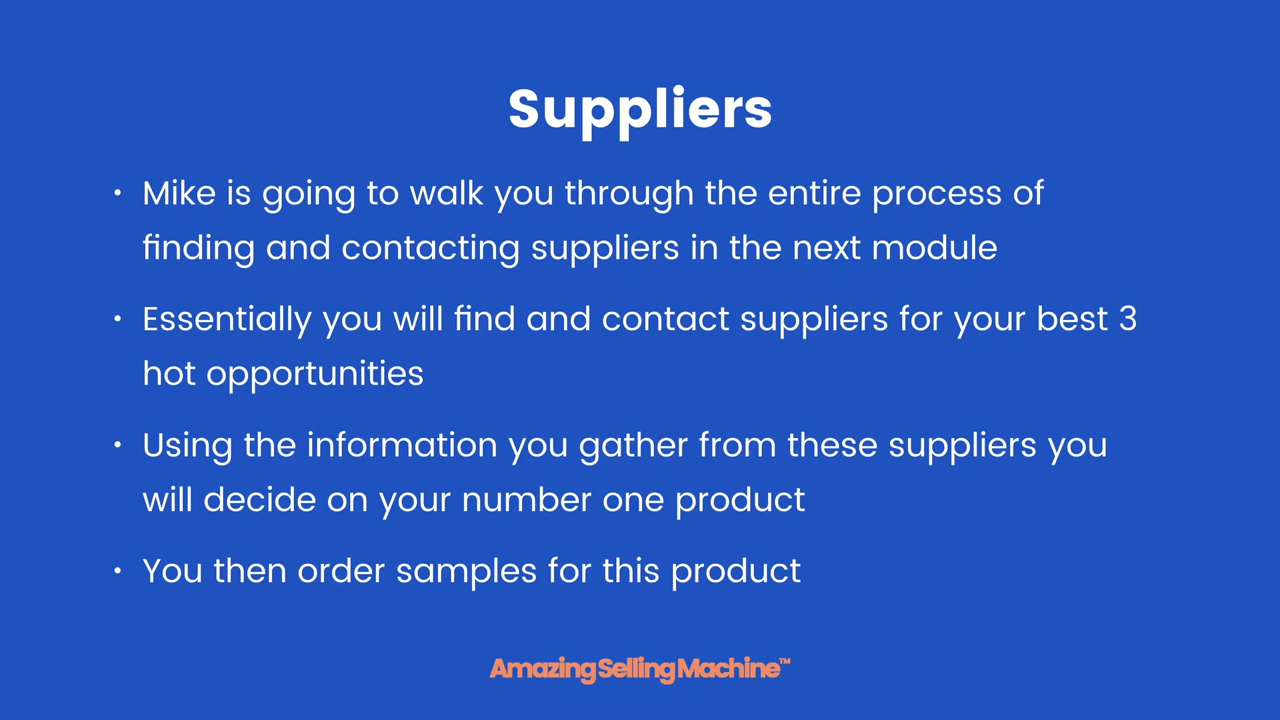 Suppliers
• Mike is going to walk you through the entire process of
finding and contacting suppliers in the next module
• Essentially you will find and contact suppliers for your best 3
hot opportunities
• Using the information you gather from these suppliers you
will decide on your number one product
• You then order samples for this product
Amazing Selling Machine™